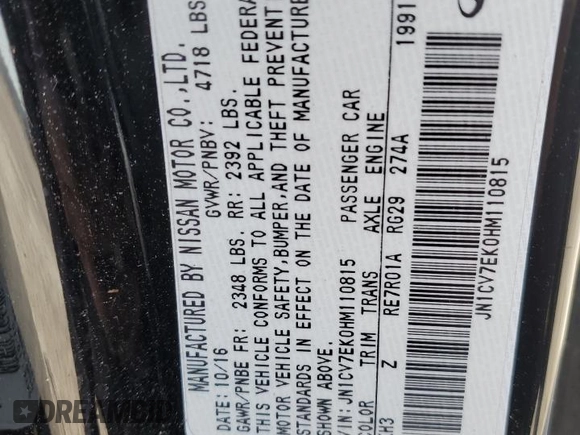 MANUFACTURED BY NISSAN MOTOR CO.,LTD.
DATE: 10/16 GVWR/PNBV: 4718 LBS
GAWR/PNBE FR: 2348 LBS. RR: 2392 LBS.
THIS VEHICLE CONFORMS TO ALL APPLICABLE FEDERA
MOTOR VEHICLE SAFETY,BUMPER,AND THEFT PREVENT
STANDARDS IN EFFECT ON THE DATE OF MANUFACTURE
SHOWN ABOVE.
VIN: JN1CV7EK0HM110815 PASSENGER CAR
COLOR TRIM TRANS AXLE ENGINE 1991
KH3 Z RE7R01A RG29 274A
JN1CV7EK0HM110815
EPICVIN